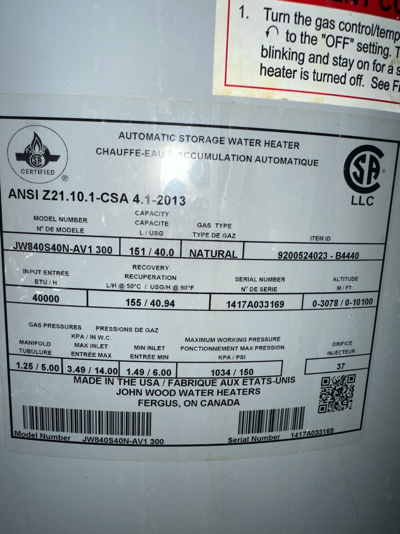 1. Turn the gas control/temp
to the "OFF" setting. T
blinking and stay on for a s
heater is turned off. See F
CSA
CERTIFIED
®
AUTOMATIC STORAGE WATER HEATER
CHAUFFE-EAU ACCUMULATION AUTOMATIQUE
CSA
LLC
ANSI Z21.10.1-CSA 4.1-2013
MODEL NUMBER
N° DE MODELE
CAPACITY
CAPACITE
L / USG
GAS TYPE
TYPE DE GAZ
ITEM ID
JW840S40N-AV1 300 151 / 40.0 NATURAL 9200524023 - B4440
INPUT ENTRÉE
BTU / H
RECOVERY
RECUPERATION
L/H @ 50°C / USG/H @ 90°F
SERIAL NUMBER
N° DE SERIE
ALTITUDE
M / FT
40000 155 / 40.94 1417A033169 0-3078 / 0-10100
GAS PRESSURES PRESSIONS DE GAZ
KPA / IN W.C.
MANIFOLD
TUBULURE
MAX INLET
ENTRÉE MAX
MIN INLET
ENTRÉE MIN
MAXIMUM WORKING PRESSURE
FONCTIONNEMENT MAX PRESSION
KPA / PSI
ORIFICE
INJECTEUR
1.25 / 5.00 3.49 / 14.00 1.49 / 6.00 1034 / 150 37
MADE IN THE USA / FABRIQUE AUX ETATS-UNIS
JOHN WOOD WATER HEATERS
FERGUS, ON CANADA
Model Number JW840S40N-AV1 300 Serial Number 1417A033169